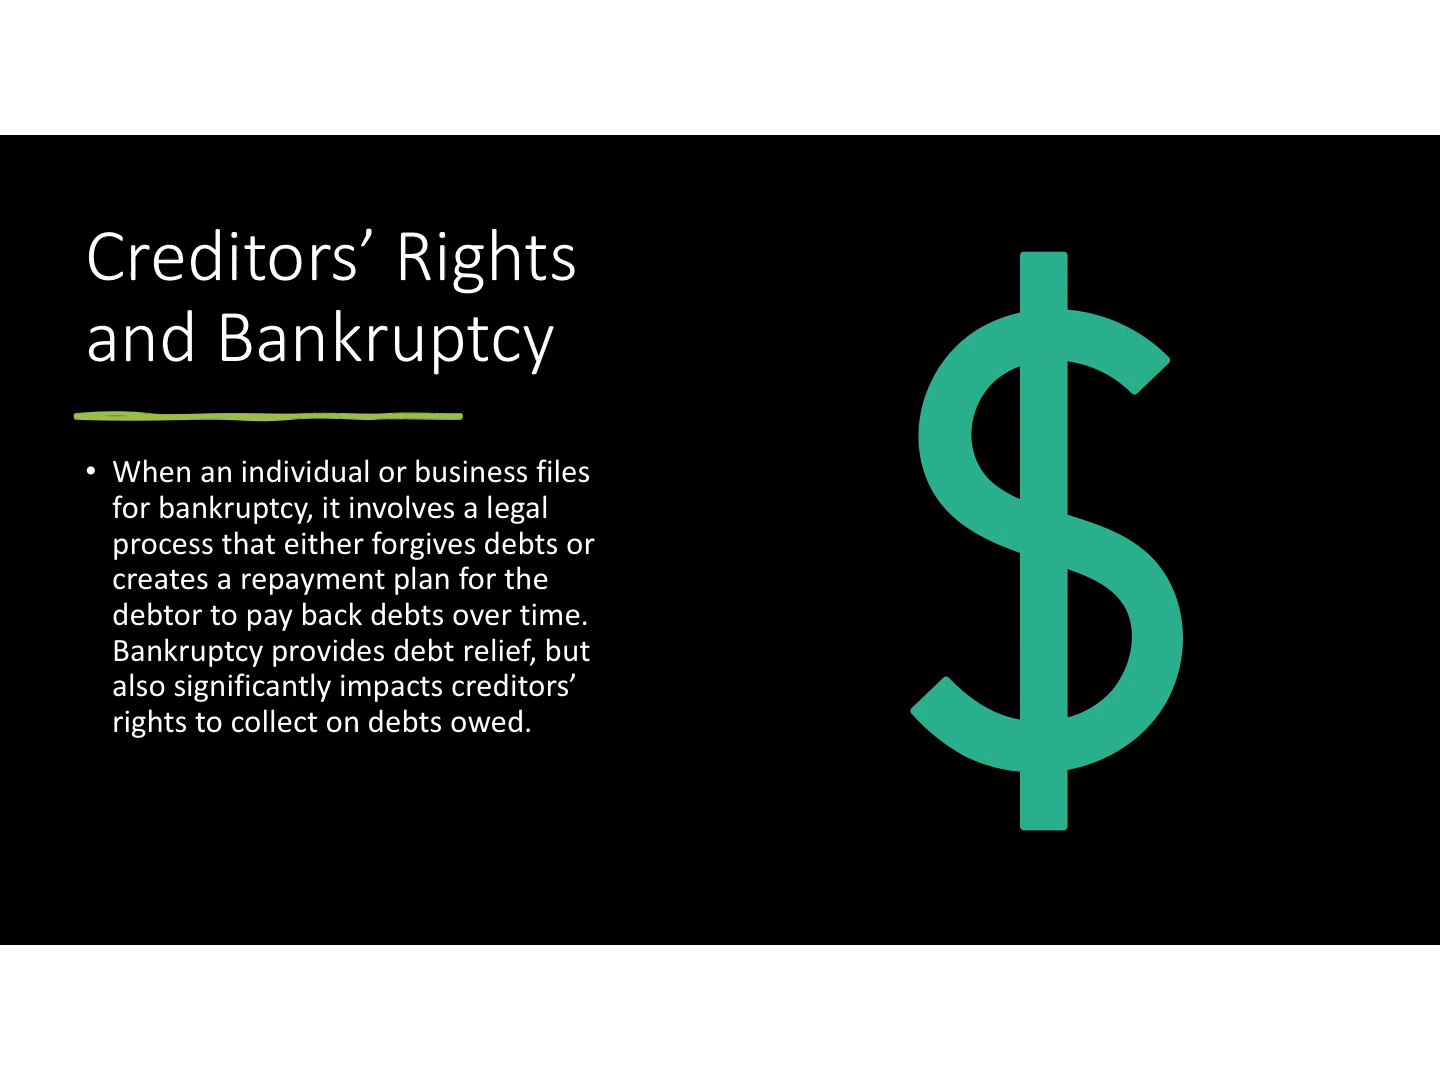 Creditors’ Rights
and Bankruptcy
• When an individual or business files
for bankruptcy, it involves a legal
process that either forgives debts or
creates a repayment plan for the
debtor to pay back debts over time.
Bankruptcy provides debt relief, but
also significantly impacts creditors’
rights to collect on debts owed.
$